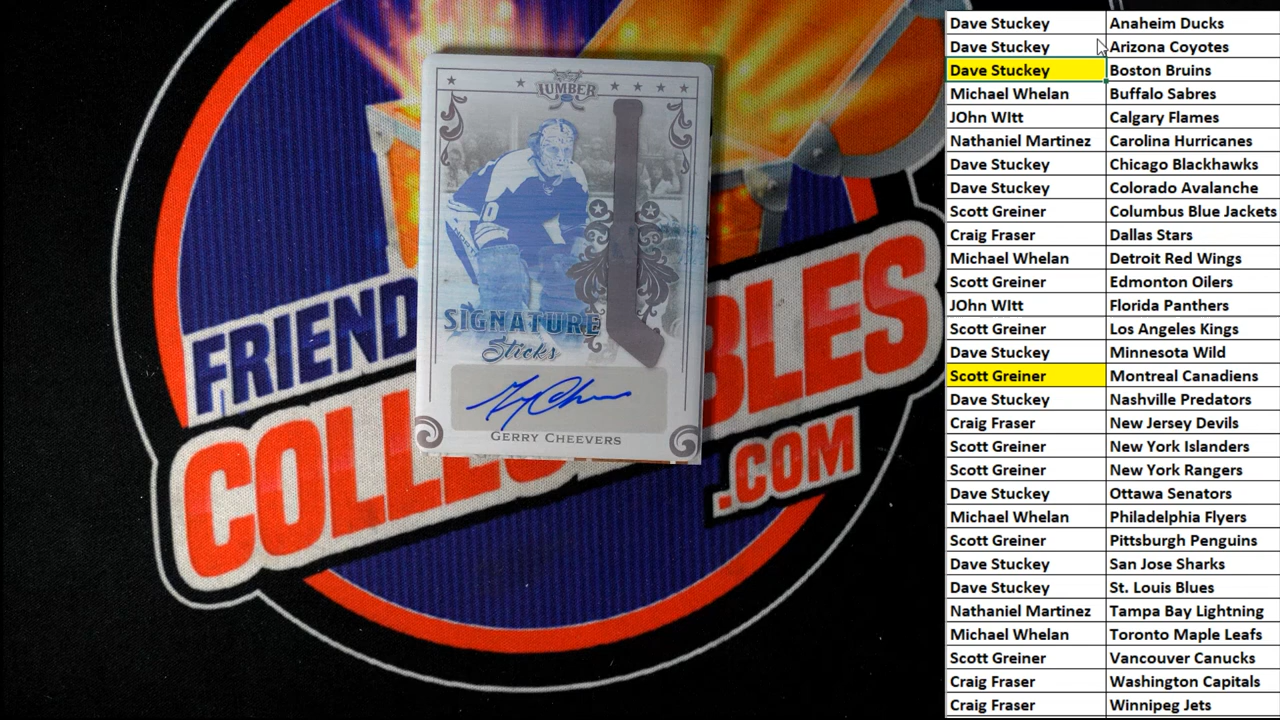 LUMBER
SIGNATURE
Sticks
GERRY CHEEVERS
FRIEND
COLLE BLES
.COM
Dave Stuckey Anaheim Ducks
Dave Stuckey Arizona Coyotes
Dave Stuckey Boston Bruins
Michael Whelan Buffalo Sabres
JOhn WItt Calgary Flames
Nathaniel Martinez Carolina Hurricanes
Dave Stuckey Chicago Blackhawks
Dave Stuckey Colorado Avalanche
Scott Greiner Columbus Blue Jackets
Craig Fraser Dallas Stars
Michael Whelan Detroit Red Wings
Scott Greiner Edmonton Oilers
JOhn WItt Florida Panthers
Scott Greiner Los Angeles Kings
Dave Stuckey Minnesota Wild
Scott Greiner Montreal Canadiens
Dave Stuckey Nashville Predators
Craig Fraser New Jersey Devils
Scott Greiner New York Islanders
Scott Greiner New York Rangers
Dave Stuckey Ottawa Senators
Michael Whelan Philadelphia Flyers
Scott Greiner Pittsburgh Penguins
Dave Stuckey San Jose Sharks
Dave Stuckey St. Louis Blues
Nathaniel Martinez Tampa Bay Lightning
Michael Whelan Toronto Maple Leafs
Scott Greiner Vancouver Canucks
Craig Fraser Washington Capitals
Craig Fraser Winnipeg Jets